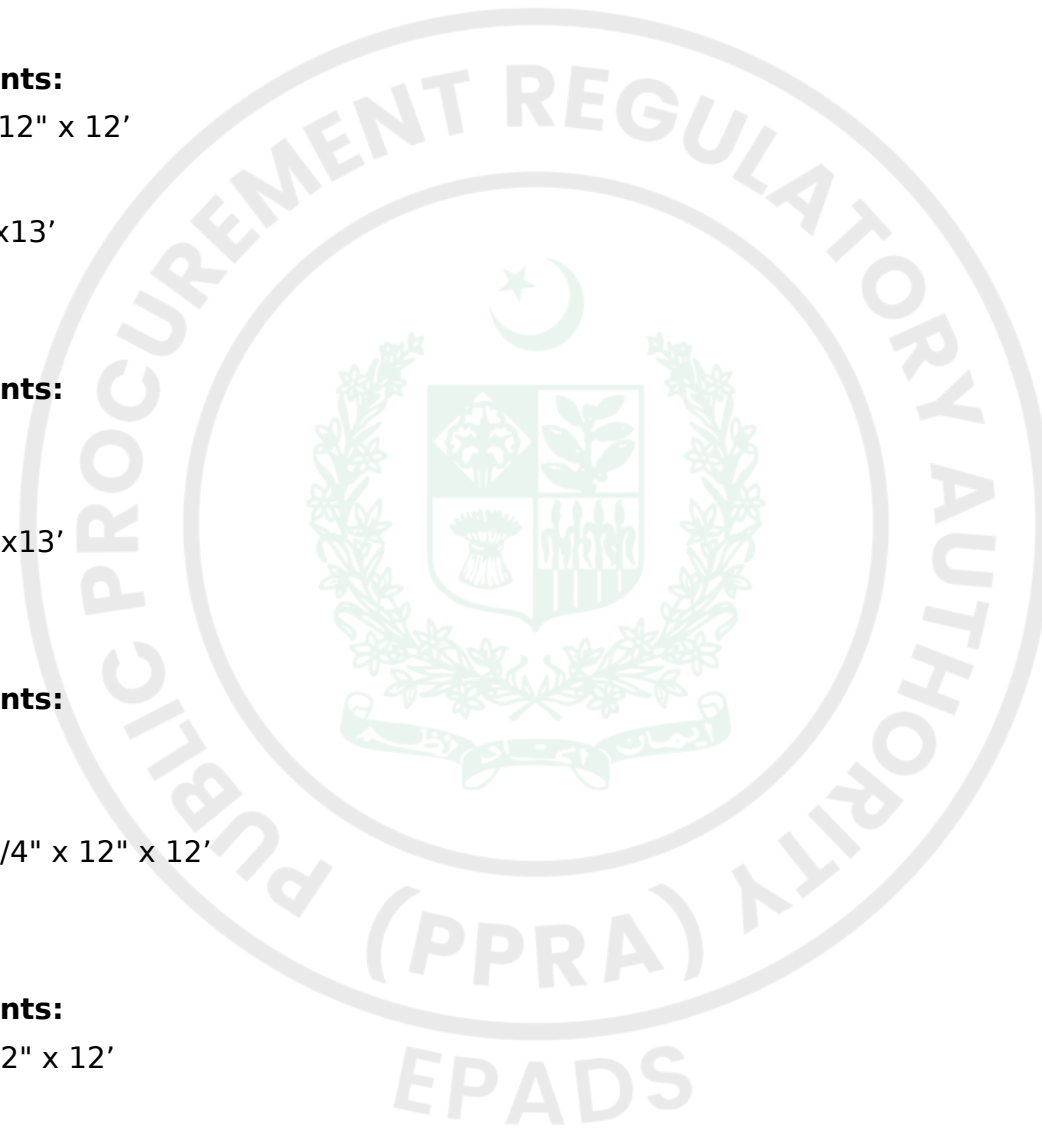 nts:
12" x 12’
x13’
nts:
x13’
nts:
/4" x 12" x 12’
nts:
2" x 12’
PUBLIC PROCUREMENT REGULATORY AUTHORITY
(PPRA)
EPADS